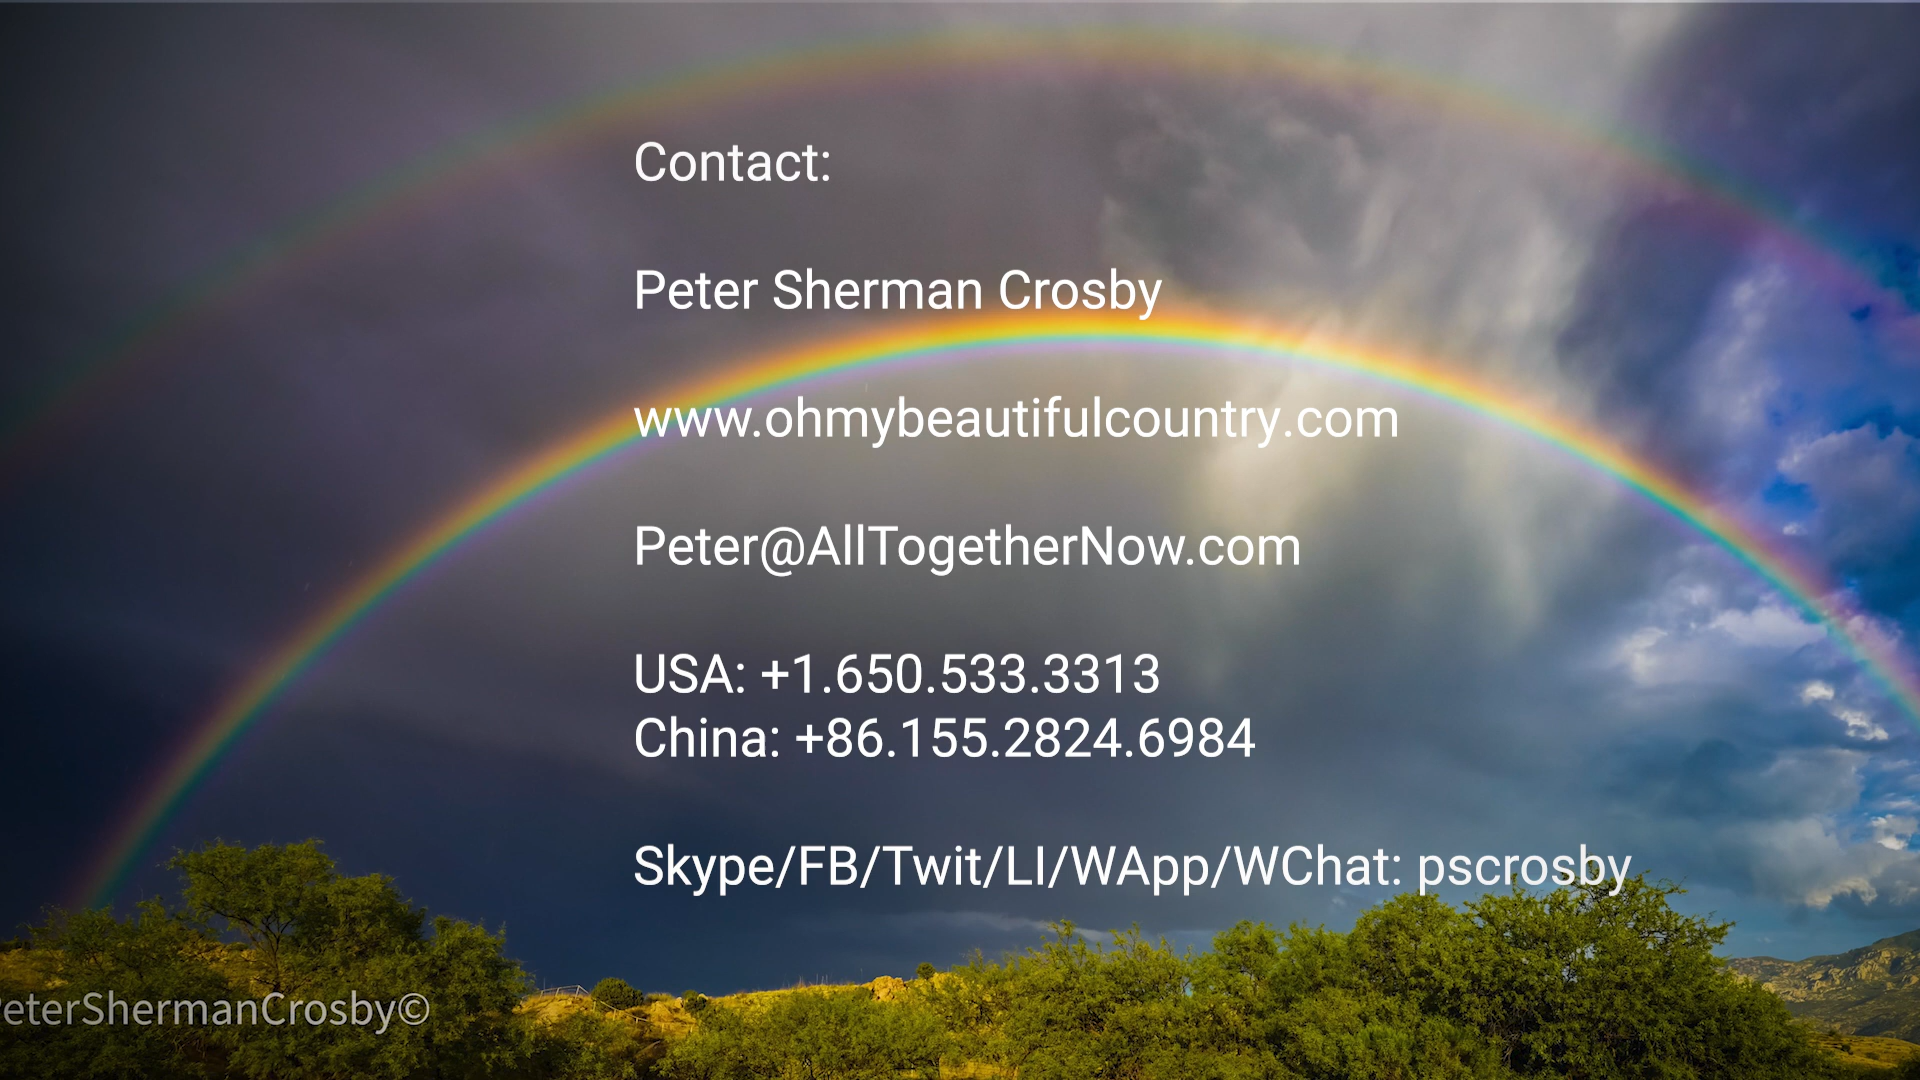 Contact:
Peter Sherman Crosby
www.ohmybeautifulcountry.com
Peter@AllTogetherNow.com
USA: +1.650.533.3313
China: +86.155.2824.6984
Skype/FB/Twit/LI/WApp/WChat: pscrosby
eterShermanCrosby©